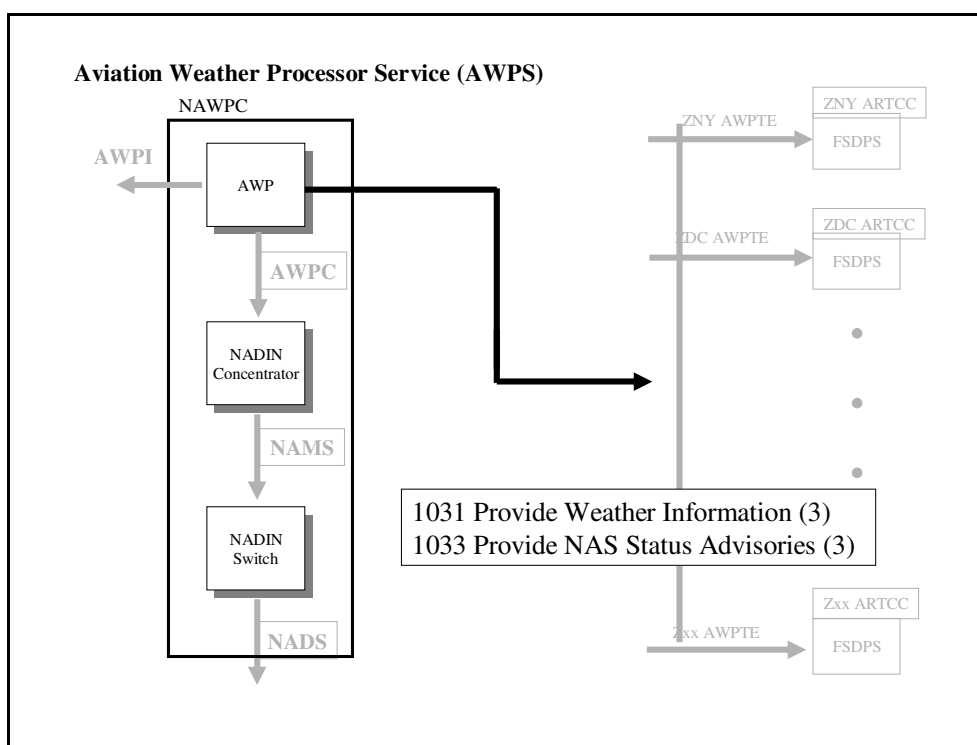 Aviation Weather Processor Service (AWPS)
NAWPC
AWPI
AWP
AWPC
NADIN
Concentrator
NAMS
NADIN
Switch
NADS
ZNY AWPTE
ZNY ARTCC
FSDPS
ZDC AWPTE
ZDC ARTCC
FSDPS
1031 Provide Weather Information (3)
1033 Provide NAS Status Advisories (3)
Zxx AWPTE
Zxx ARTCC
FSDPS